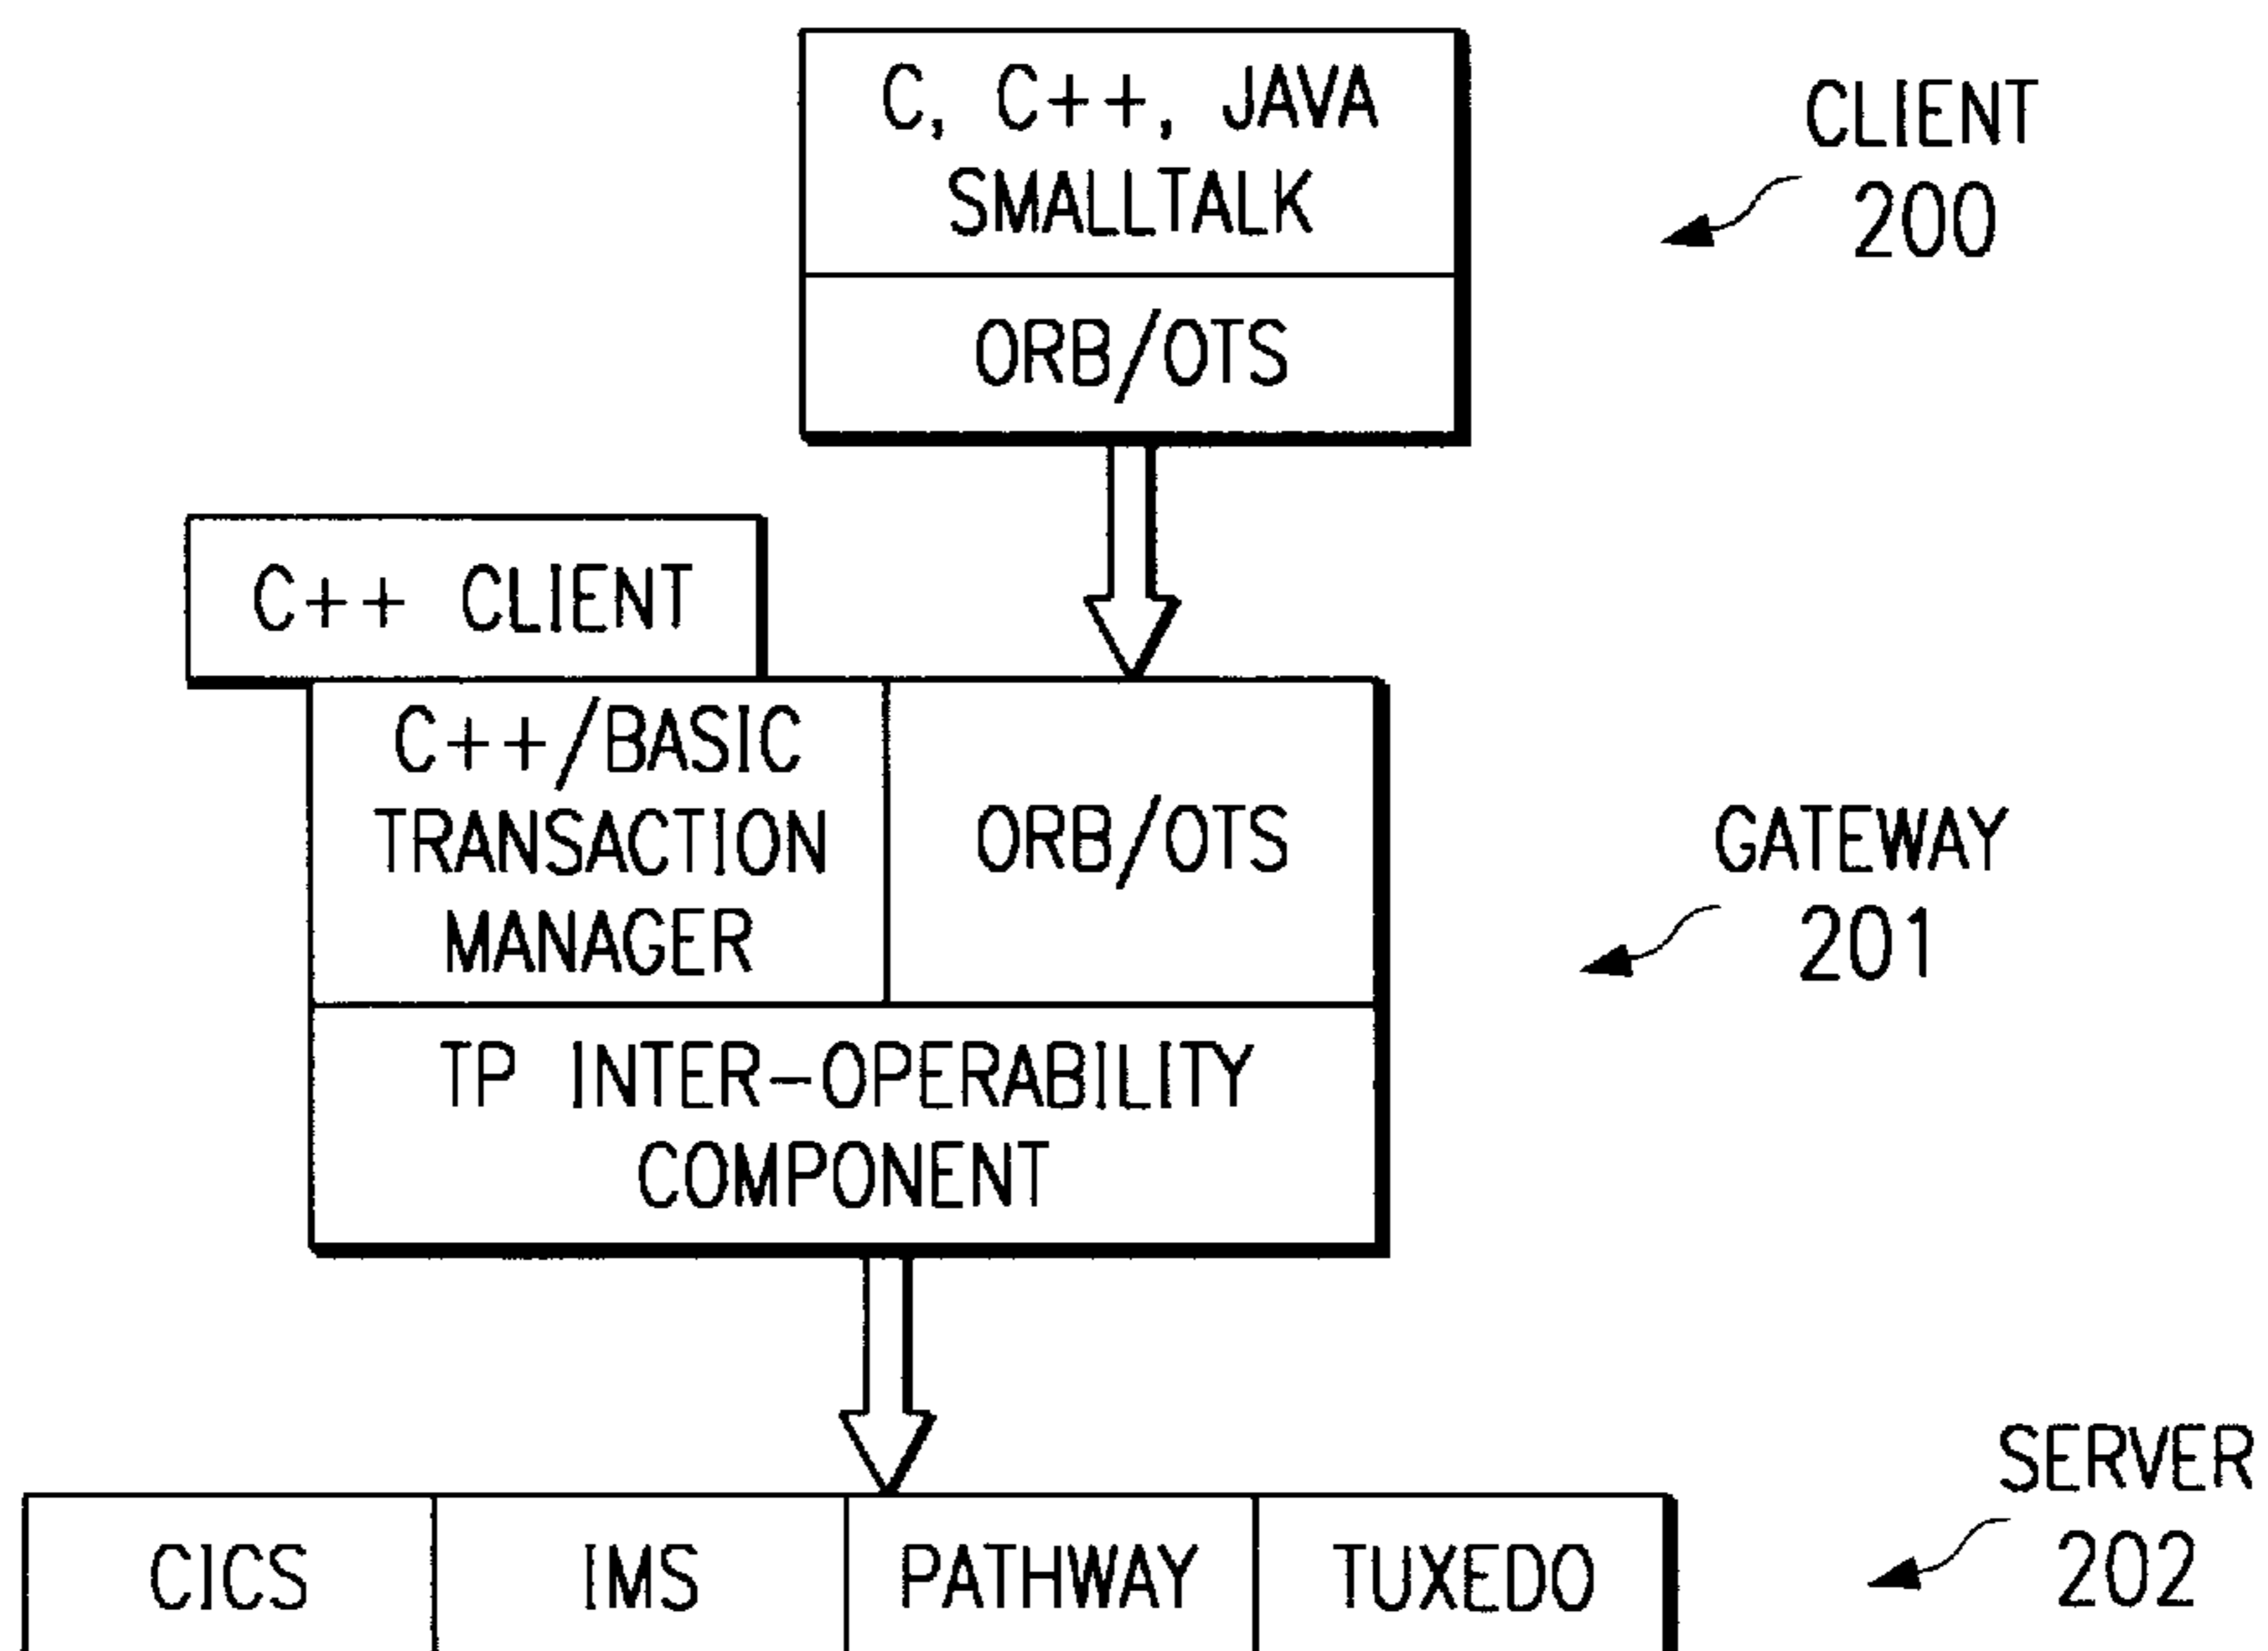 C, C++, JAVA
SMALLTALK
ORB/OTS
CLIENT
200
C++ CLIENT
C++/BASIC
TRANSACTION
MANAGER
ORB/OTS
TP INTER-OPERABILITY
COMPONENT
GATEWAY
201
CICS
IMS
PATHWAY
TUXEDO
SERVER
202